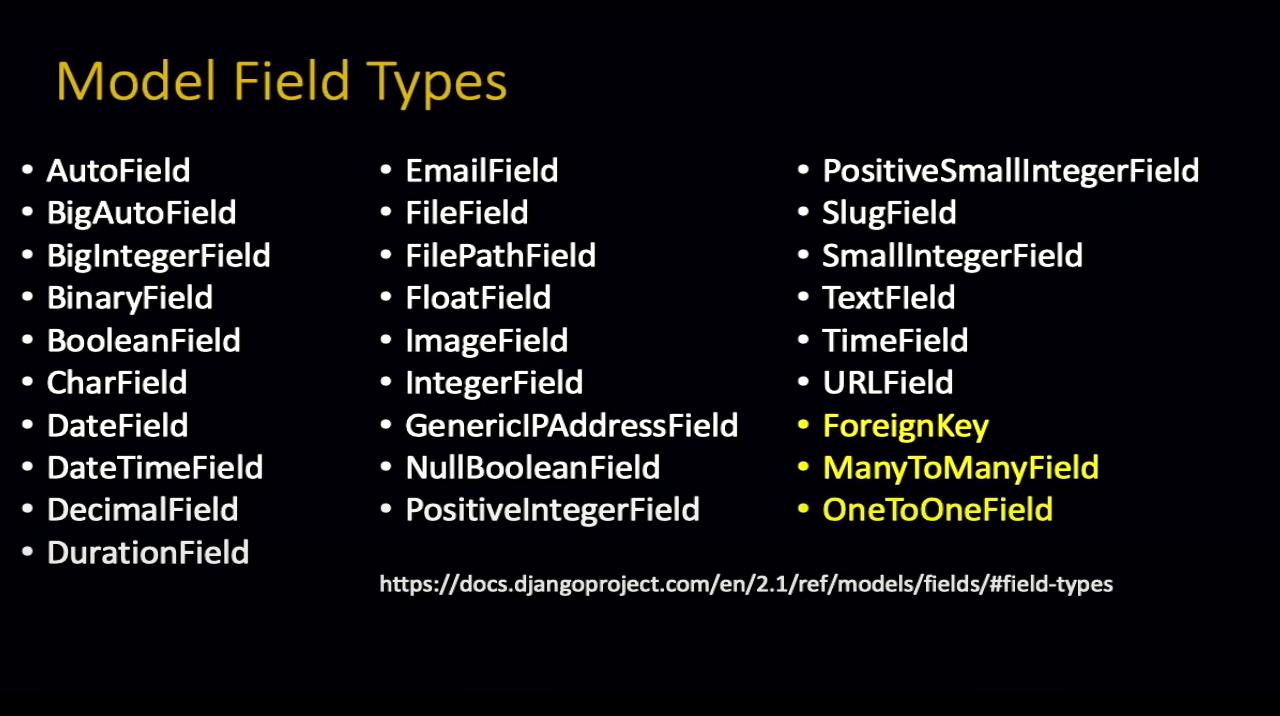 Model Field Types
• AutoField
• BigAutoField
• BigIntegerField
• BinaryField
• BooleanField
• CharField
• DateField
• DateTimeField
• DecimalField
• DurationField
• EmailField
• FileField
• FilePathField
• FloatField
• ImageField
• IntegerField
• GenericIPAddressField
• NullBooleanField
• PositiveIntegerField
• PositiveSmallIntegerField
• SlugField
• SmallIntegerField
• TextFIeld
• TimeField
• URLField
• ForeignKey
• ManyToManyField
• OneToOneField
https://docs.djangoproject.com/en/2.1/ref/models/fields/#field-types